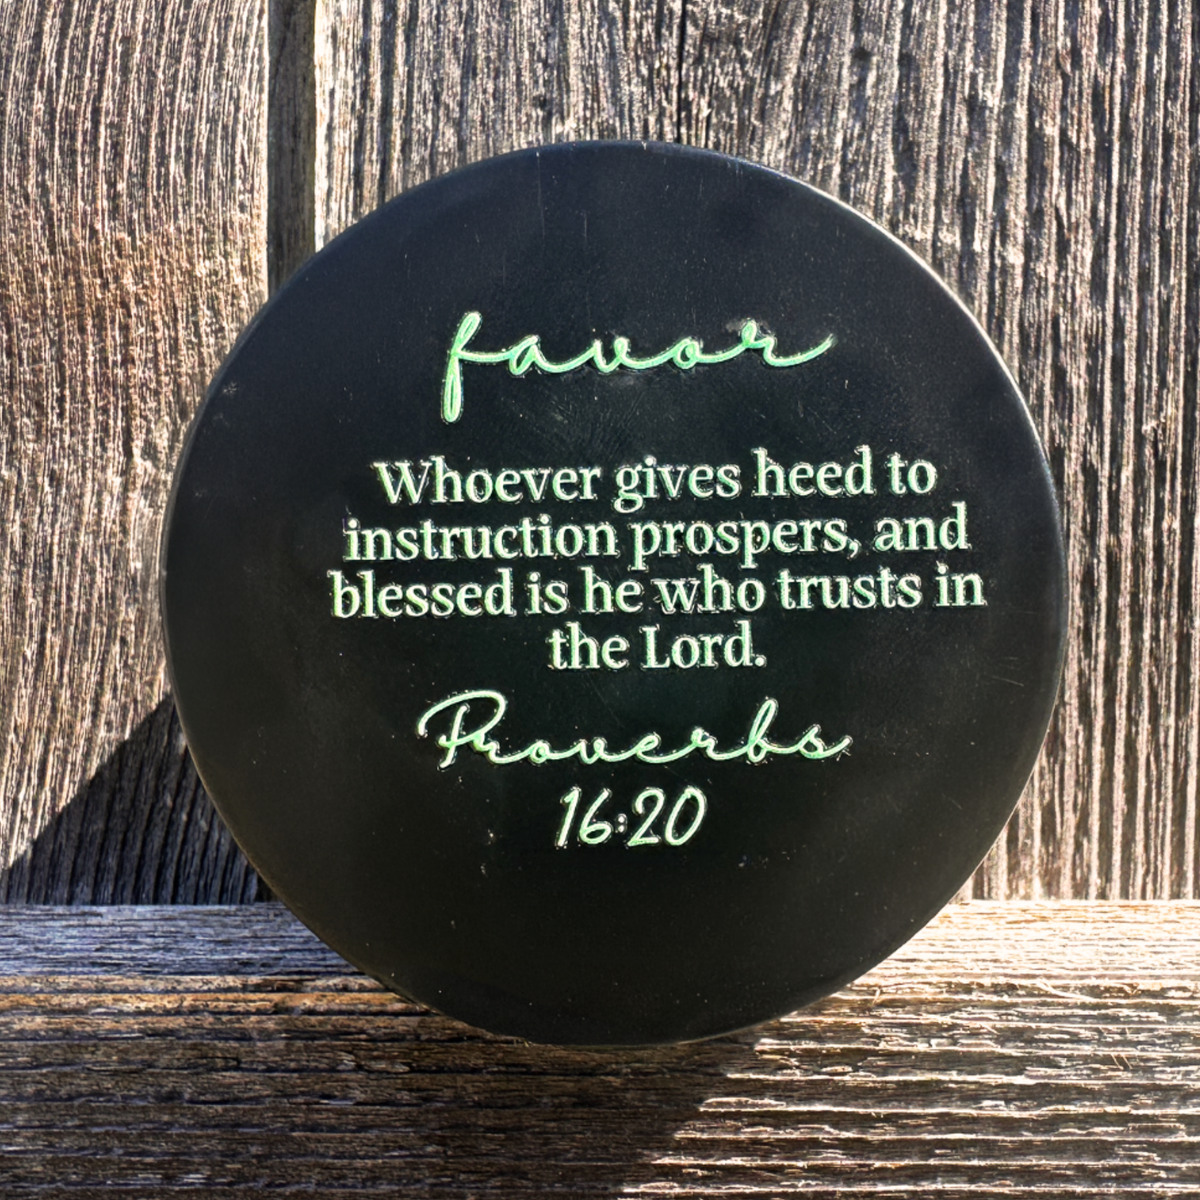 favor
Whoever gives heed to
instruction prospers, and
blessed is he who trusts in
the Lord.
Proverbs
16:20